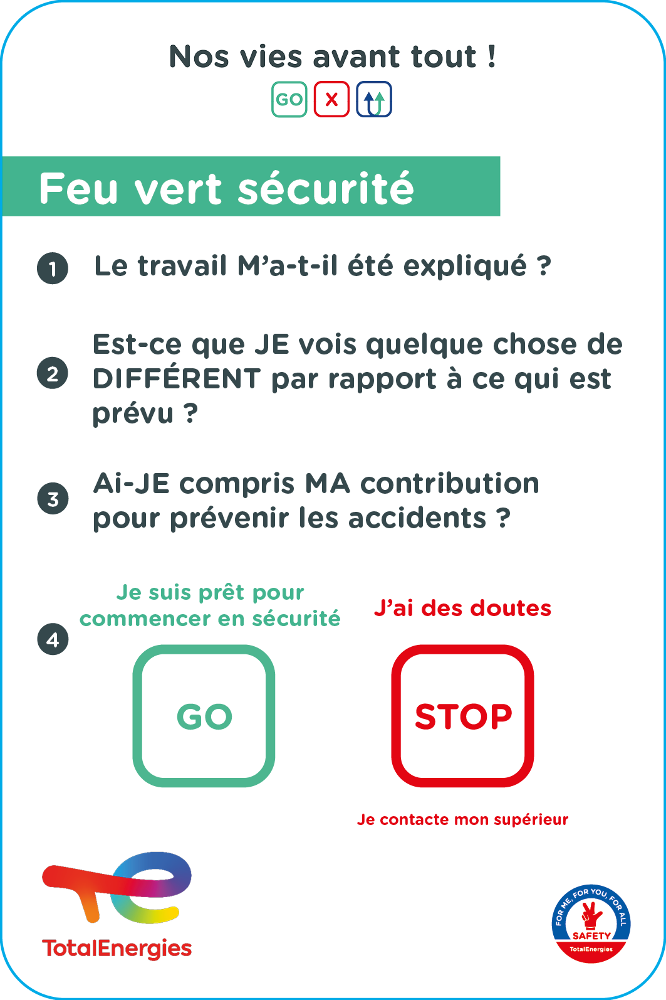 Nos vies avant tout !
GO X
Feu vert sécurité
1 Le travail M’a-t-il été expliqué ?
2 Est-ce que JE vois quelque chose de
DIFFÉRENT par rapport à ce qui est
prévu ?
3 Ai-JE compris MA contribution
pour prévenir les accidents ?
4
Je suis prêt pour
commencer en sécurité
GO
J’ai des doutes
STOP
Je contacte mon supérieur
TotalEnergies
FOR ME, FOR YOU, FOR ALL
SAFETY
TotalEnergies